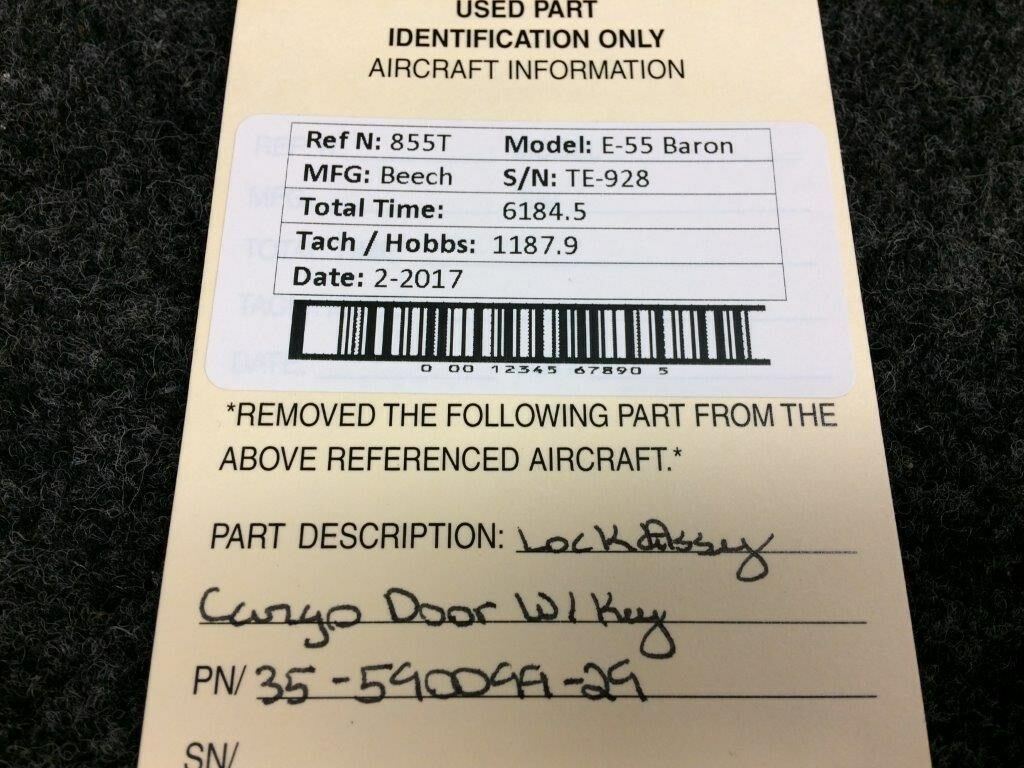 USED PART
IDENTIFICATION ONLY
AIRCRAFT INFORMATION
Ref N: 855T Model: E-55 Baron
MFG: Beech S/N: TE-928
Total Time: 6184.5
Tach / Hobbs: 1187.9
Date: 2-2017
0 00 12345 67890 5
*REMOVED THE FOLLOWING PART FROM THE
ABOVE REFERENCED AIRCRAFT.*
PART DESCRIPTION: Lock Assy
Cargo Door W/ Key
PN/ 35-590099-29
SN/